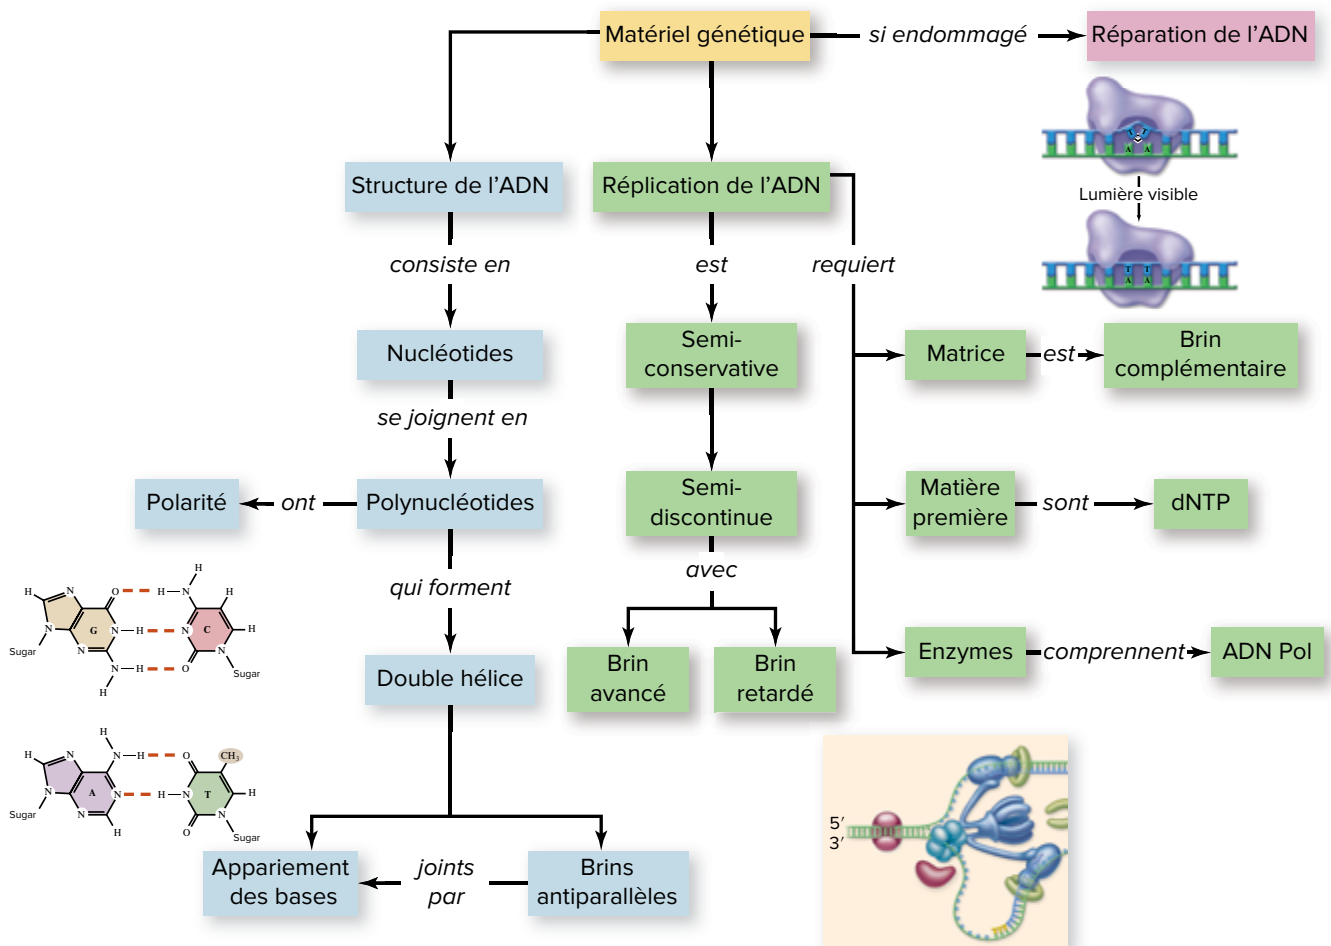 Matériel génétique
si endommagé
Réparation de l'ADN
T T
A A
Lumière visible
T T
A A
Structure de l'ADN
Réplication de l'ADN
consiste en
est
requiert
Nucléotides
Semi-
conservative
Matrice
est
Brin
complémentaire
se joignent en
Polarité
ont
Polynucléotides
Semi-
discontinue
Matière
première
sont
dNTP
qui forment
avec
Double hélice
Brin
avancé
Brin
retardé
Enzymes
comprennent
ADN Pol
H
H N O H N H
G N H N C H
N N N N
Sugar
N H O Sugar
H
H
H N N H O CH3
A N H N T H
N N N
Sugar
H O Sugar
5′
3′
Appariement
des bases
joints
par
Brins
antiparallèles